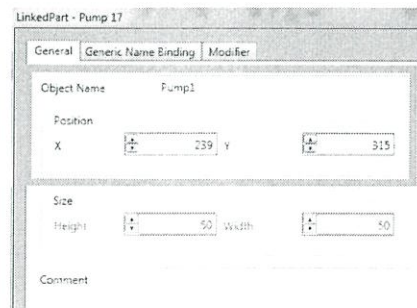 LinkedPart - Pump 17
General Generic Name Binding Modifier
Object Name Pump1
Position
X 239 Y 315
Size
Height 50 Width 50
Comment